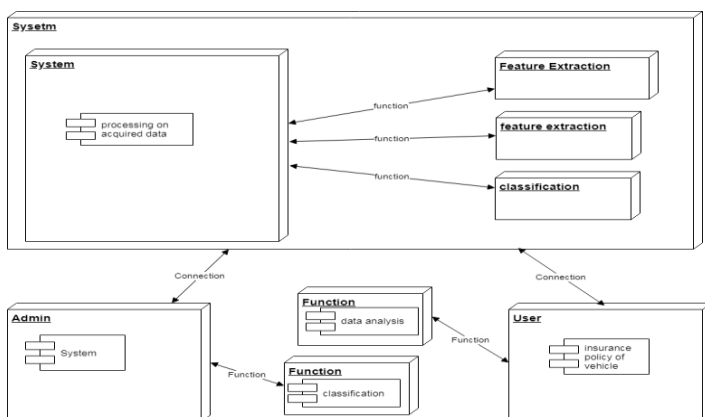 Sysetm
System
processing on
acquired data
Feature Extraction
function
feature extraction
function
classification
function
Connection
Connection
Admin
System
Function
data analysis
Function
Function
classification
Function
User
insurance
policy of
vehicle